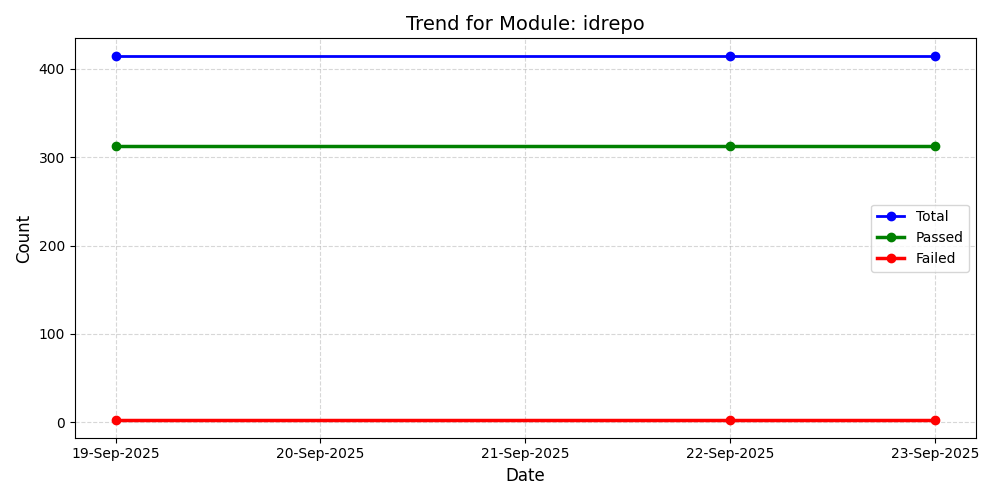 Trend for Module: idrepo
Count
400
300
200
100
0
Total
Passed
Failed
19-Sep-2025
20-Sep-2025
21-Sep-2025
22-Sep-2025
23-Sep-2025
Date